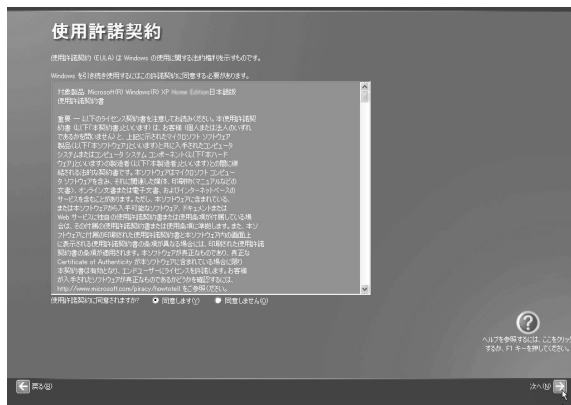 使用許諾契約
使用許諾契約 (EULA) は Windows の使用に関する法的権利を示すものです。
Windows を引き続き使用するにはこの許諾契約に同意する必要があります。
対象製品: Microsoft(R) Windows(R) XP Home Edition日本語版
使用許諾契約書
重要 ― 以下のライセンス契約書を注意してお読みください。本使用許諾契
約書 (以下「本契約書」といいます) は、お客様 (個人または法人のいずれ
であるかを問いません) と、上記に示されたマイクロソフト ソフトウェア
製品(以下「本ソフトウェア」といいます)と共に入手されたコンピュータ
システムまたはコンピュータ システム コンポーネント(以下「本ハード
ウェア」といいます)の製造者(以下「本製造者」といいます)との間に締
結される法的な契約書です。本ソフトウェアはマイクロソフト コンピュー
タ ソフトウェアを含み、それに関連した媒体、印刷物(マニュアルなどの
文書)、オンライン文書または電子文書、およびインターネットベースの
サービスを含むことがあります。ただし、本ソフトウェアに含まれている、
または本ソフトウェアから入手可能なソフトウェア、ドキュメントまたは
Web サービスに独自の使用許諾契約書または使用条項が付属している場
合は、その付属の使用許諾契約書または使用条項に準拠します。また、本ソ
フトウェアに付属の印刷された使用許諾契約書と本ソフトウェア内の画面上
に表示される使用許諾契約書の条項が異なる場合には、印刷された使用許諾
契約書の条項が適用されます。本ソフトウェアが真正なものであり、真正な
Certificate of Authenticity が本ソフトウェアに含まれている場合に限り
本契約書は有効となり、エンドユーザーにライセンスを許諾します。お客様
が入手されたソフトウェアが真正なものであるかどうかを確認するには、
http://www.microsoft.com/piracy/howtotell をご参照ください。
使用許諾契約に同意されますか? 同意します(Y) 同意しません(O)
ヘルプを参照するには、ここをクリッ
するか、F1 キーを押してください。
戻る(B) 次へ(N)